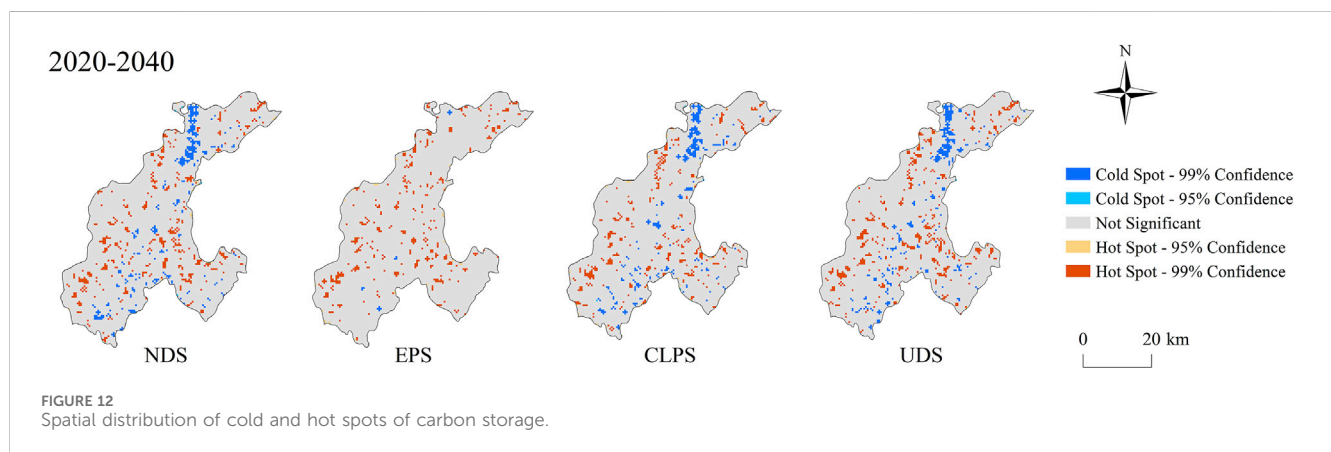 2020-2040
N
Cold Spot - 99% Confidence
Cold Spot - 95% Confidence
Not Significant
Hot Spot - 95% Confidence
Hot Spot - 99% Confidence
0 20 km
NDS EPS CLPS UDS
FIGURE 12
Spatial distribution of cold and hot spots of carbon storage.